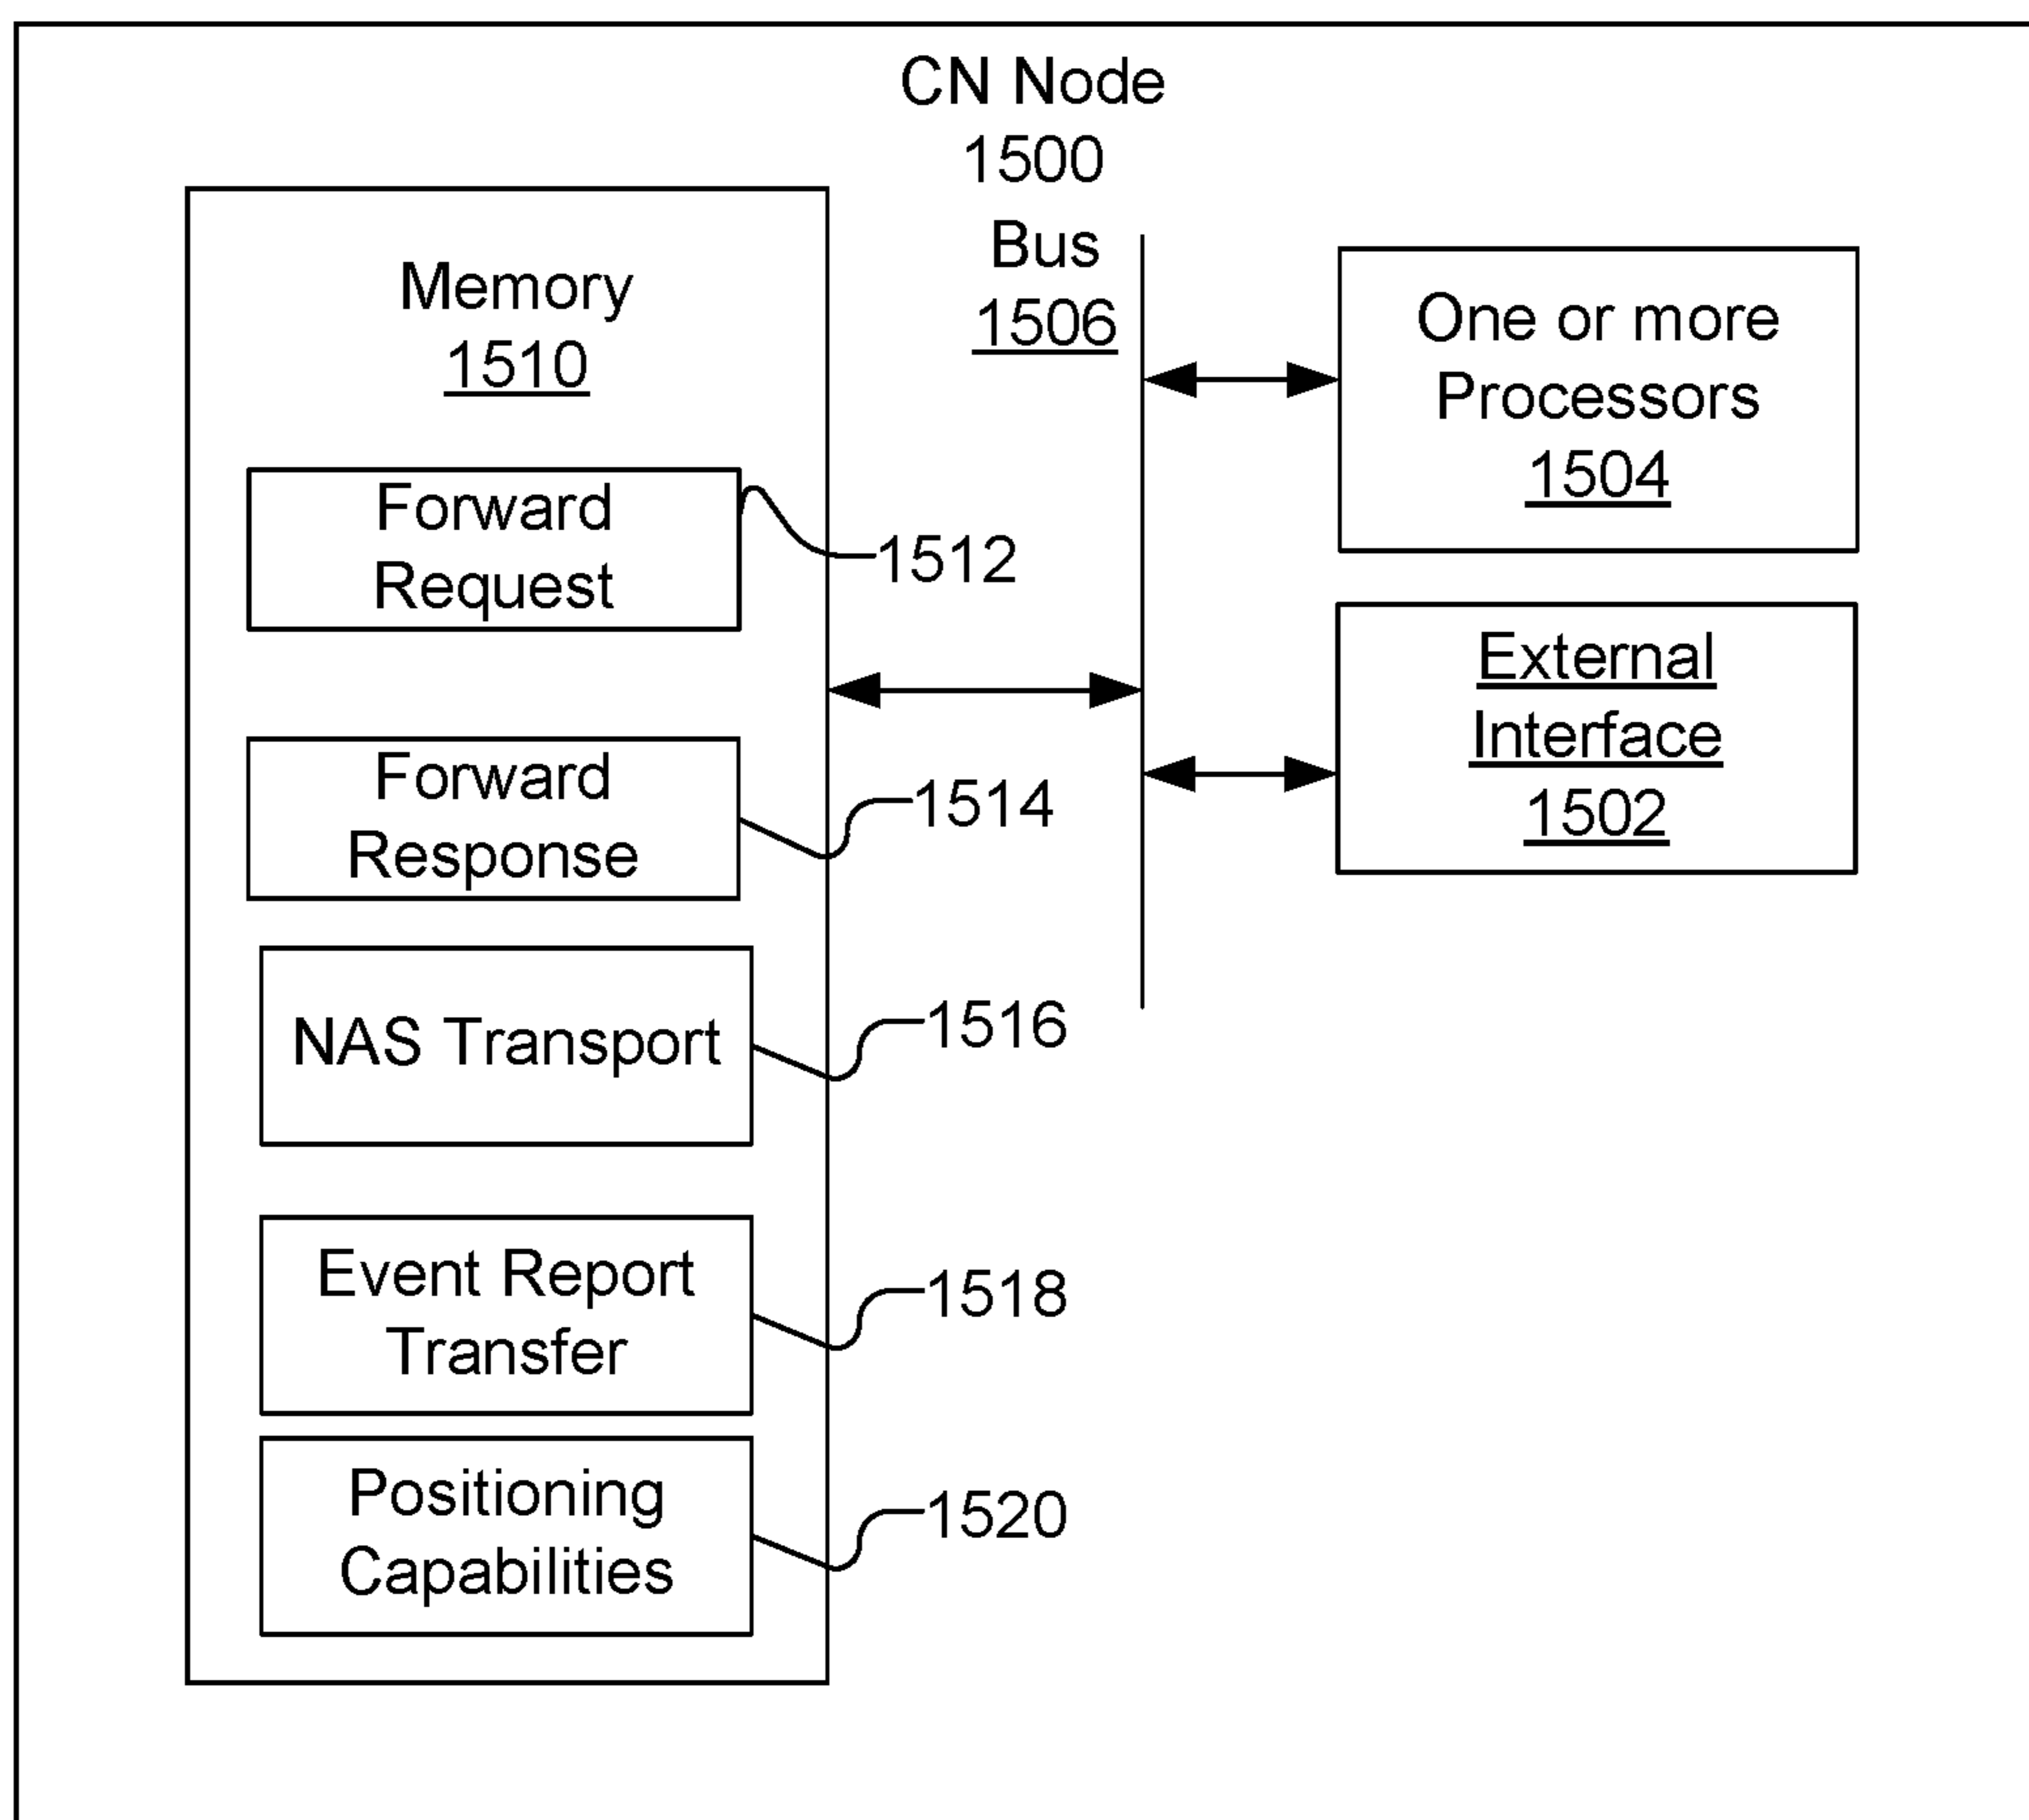 CN Node
1500
Memory
1510
Forward
Request
1512
Forward
Response
1514
NAS Transport
1516
Event Report
Transfer
1518
Positioning
Capabilities
1520
Bus
1506
One or more
Processors
1504
External
Interface
1502